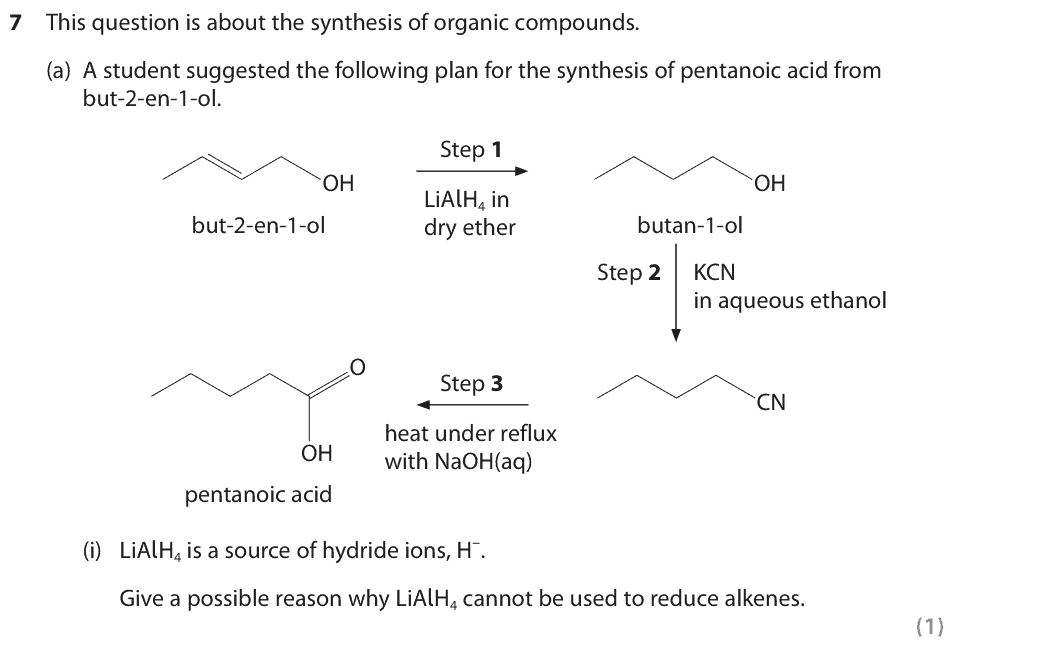 7 This question is about the synthesis of organic compounds.
(a) A student suggested the following plan for the synthesis of pentanoic acid from
but-2-en-1-ol.
Step 1
OH
OH
LiAlH₄ in
dry ether
but-2-en-1-ol
butan-1-ol
Step 2
KCN
in aqueous ethanol
O
Step 3
CN
heat under reflux
with NaOH(aq)
OH
pentanoic acid
(i) LiAlH₄ is a source of hydride ions, H⁻.
Give a possible reason why LiAlH₄ cannot be used to reduce alkenes.
(1)